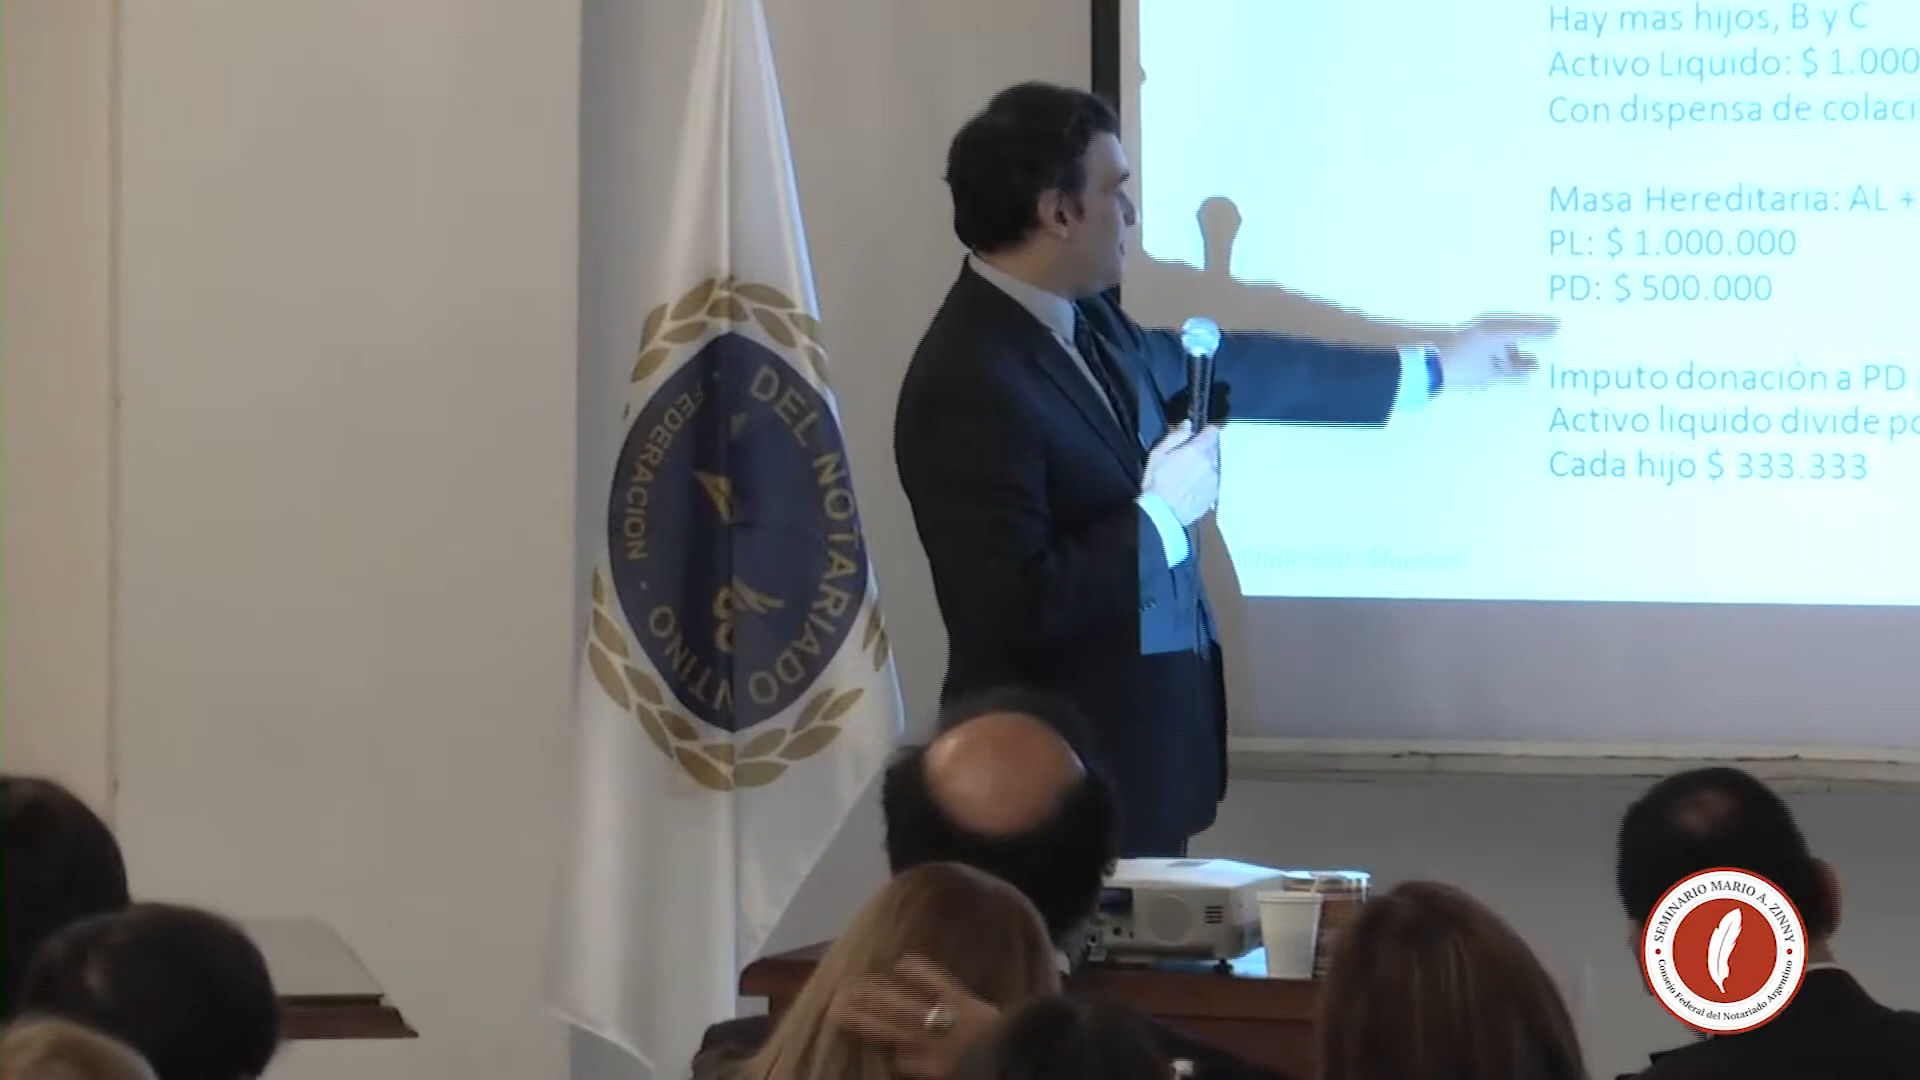 Hay mas hijos, B y C
Activo Liquido: $ 1.000
Con dispensa de colaci
Masa Hereditaria: AL +
PL: $ 1.000.000
PD: $ 500.000
Imputo donación a PD
Activo liquido divide po
Cada hijo $ 333.333
FEDERACION · DEL NOTARIADO
NTINO
SEMINARIO MARIO A. ZINNY
Consejo Federal del Notariado Argentino